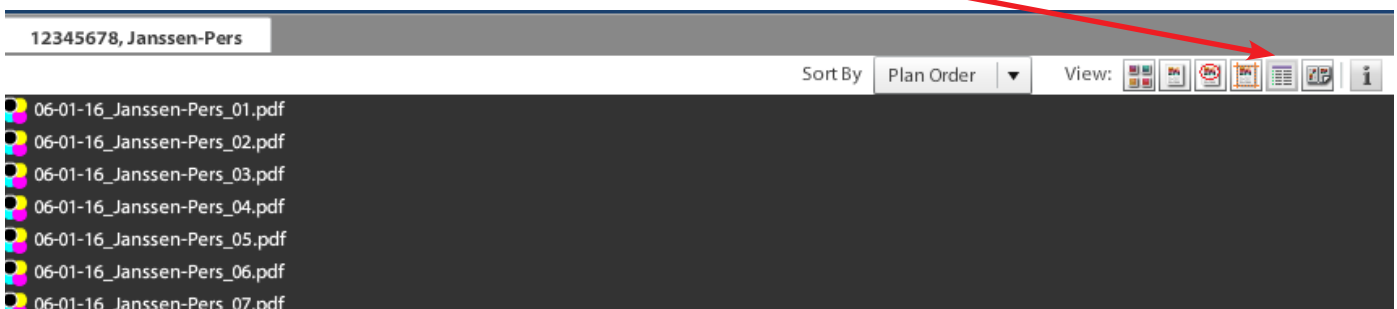 12345678, Janssen-Pers
Sort By Plan Order View: i
06-01-16_Janssen-Pers_01.pdf
06-01-16_Janssen-Pers_02.pdf
06-01-16_Janssen-Pers_03.pdf
06-01-16_Janssen-Pers_04.pdf
06-01-16_Janssen-Pers_05.pdf
06-01-16_Janssen-Pers_06.pdf
06-01-16_Janssen-Pers_07.pdf